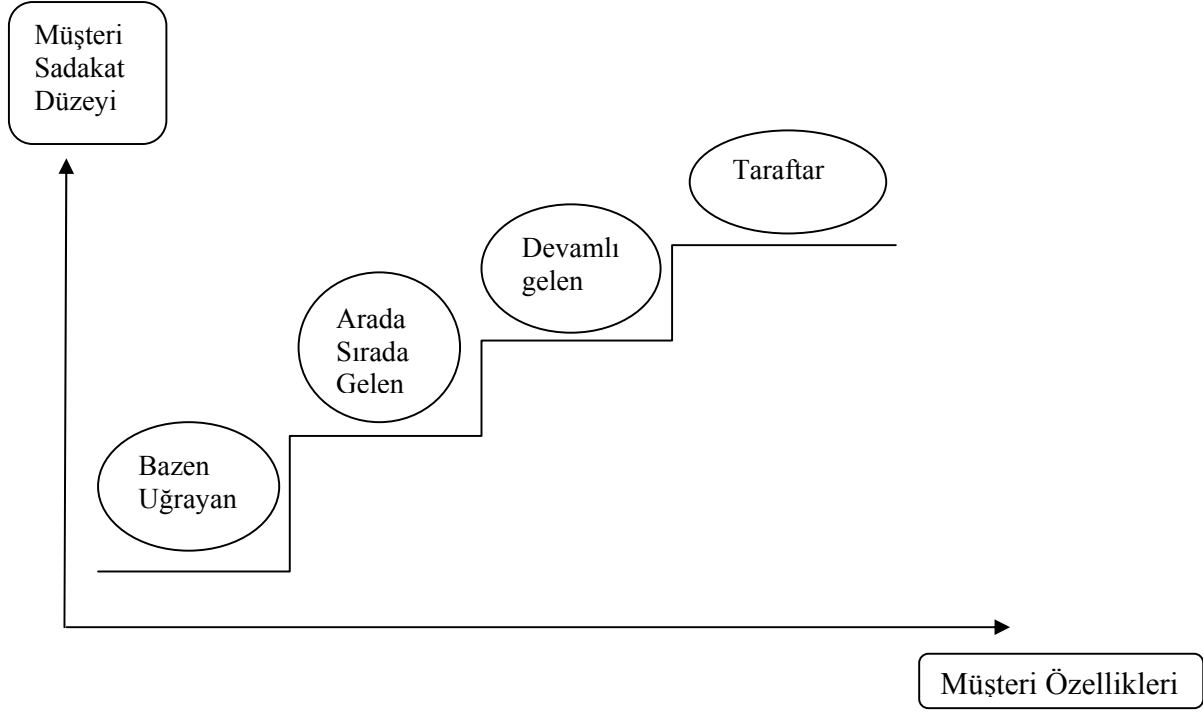 Müşteri
Sadakat
Düzeyi
Taraftar
Devamlı
gelen
Arada
Sırada
Gelen
Bazen
Uğrayan
Müşteri Özellikleri